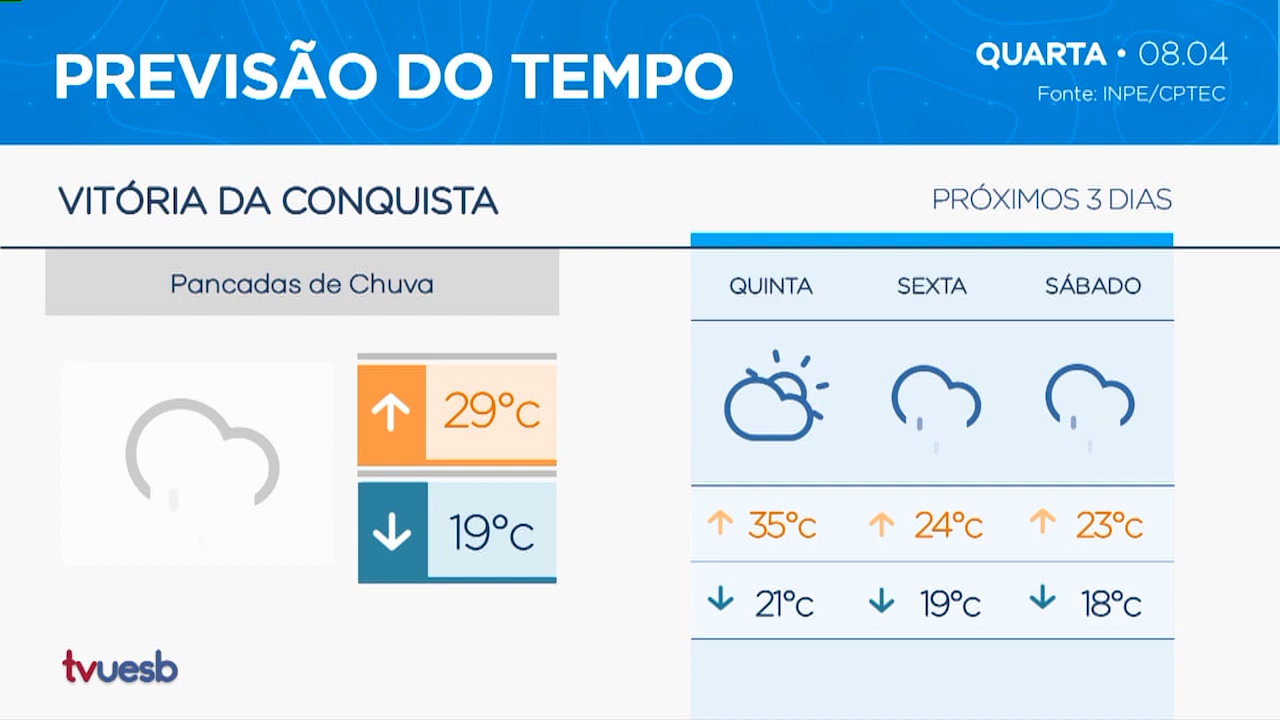 PREVISÃO DO TEMPO
QUARTA • 08.04
Fonte: INPE/CPTEC
VITÓRIA DA CONQUISTA
PRÓXIMOS 3 DIAS
Pancadas de Chuva
29°c
19°c
QUINTA SEXTA SÁBADO
35°c 24°c 23°c
21°c 19°c 18°c
tvuesb